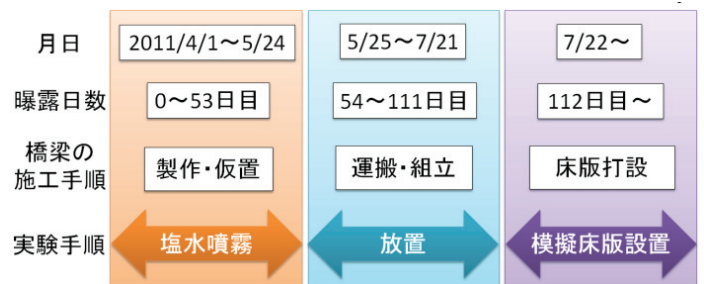 月日 2011/4/1～5/24 5/25～7/21 7/22～
曝露日数 0～53日目 54～111日目 112日目～
橋梁の
施工手順 製作・仮置 運搬・組立 床版打設
実験手順 塩水噴霧 放置 模擬床版設置